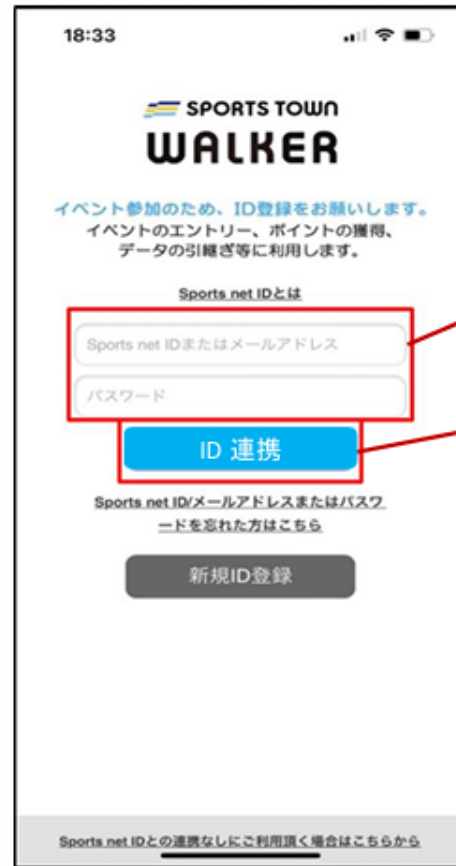 18:33
SPORTS TOWN
WALKER
イベント参加のため、ID登録をお願いします。
イベントのエントリー、ポイントの獲得、
データの引継ぎ等に利用します。
Sports net IDとは
Sports net IDまたはメールアドレス
パスワード
ID 連携
Sports net ID/メールアドレスまたはパスワ
ードを忘れた方はこちら
新規ID登録
Sports net IDとの連携なしにご利用頂く場合はこちらから